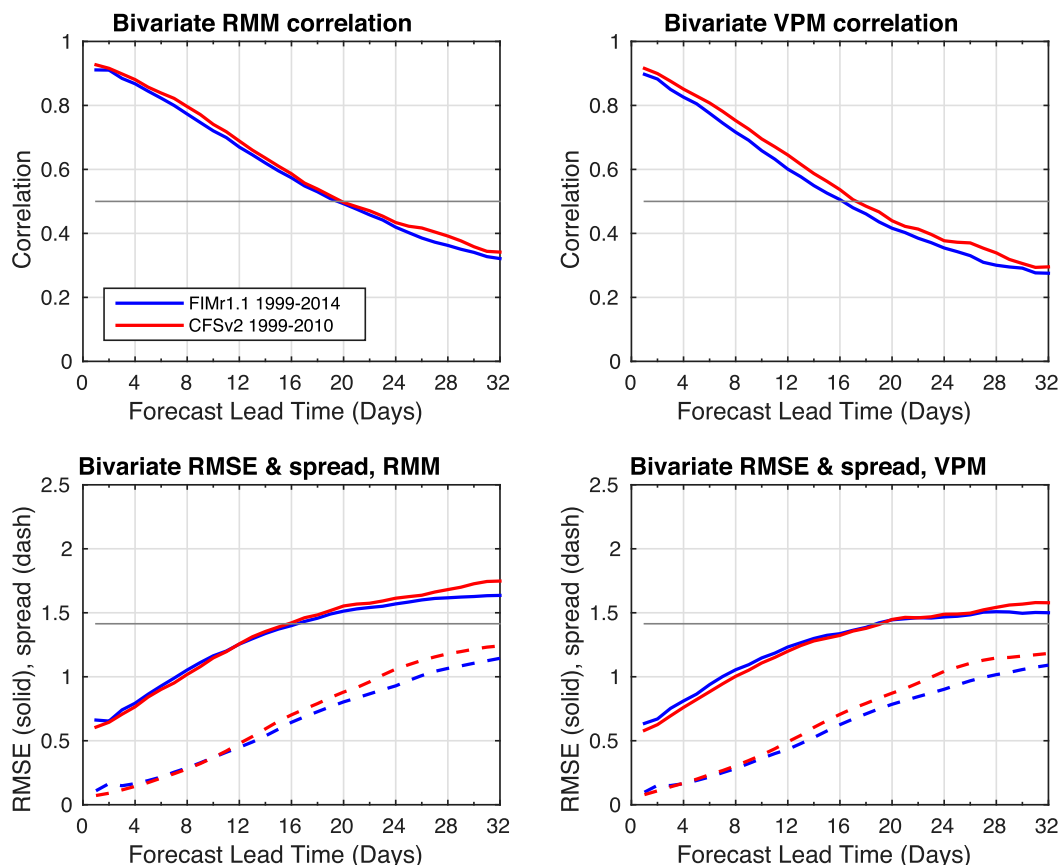 Bivariate RMM correlation
1
0.8
0.6
0.4
0.2
0
Correlation
FIMr1.1 1999-2014
CFSv2 1999-2010
0 4 8 12 16 20 24 28 32
Forecast Lead Time (Days)
Bivariate VPM correlation
1
0.8
0.6
0.4
0.2
0
Correlation
0 4 8 12 16 20 24 28 32
Forecast Lead Time (Days)
Bivariate RMSE & spread, RMM
2.5
2
1.5
1
0.5
0
RMSE (solid), spread (dash)
0 4 8 12 16 20 24 28 32
Forecast Lead Time (Days)
Bivariate RMSE & spread, VPM
2.5
2
1.5
1
0.5
0
RMSE (solid), spread (dash)
0 4 8 12 16 20 24 28 32
Forecast Lead Time (Days)